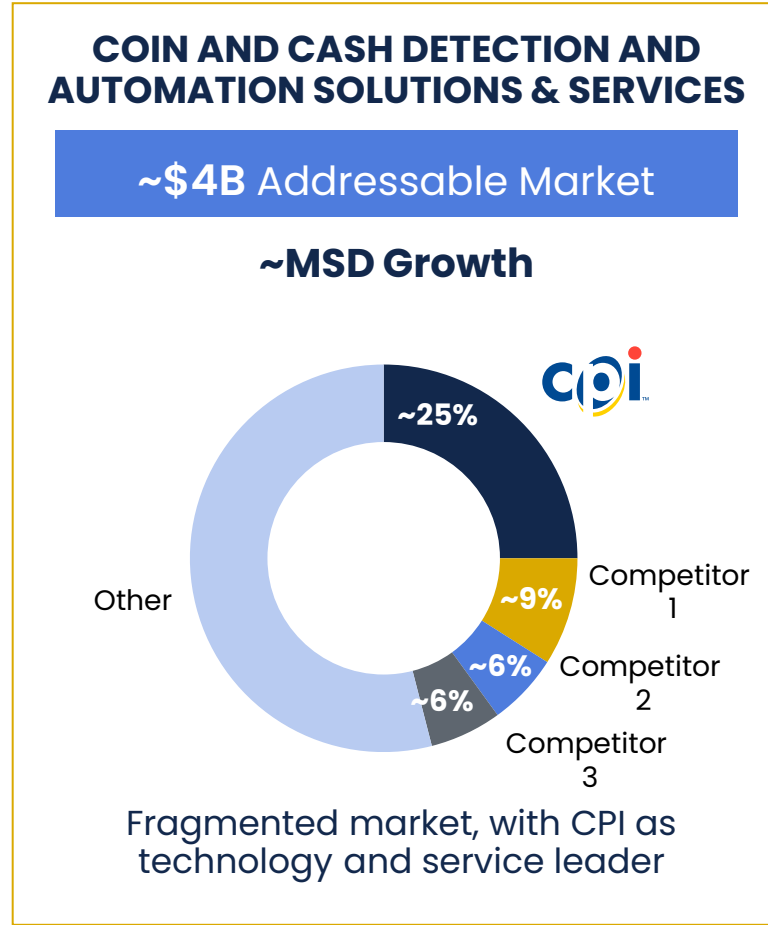 COIN AND CASH DETECTION AND
AUTOMATION SOLUTIONS & SERVICES
~$4B Addressable Market
~MSD Growth
cpi™
~25%
~9%
Competitor
1
Other
~6%
Competitor
2
~6%
Competitor
3
Fragmented market, with CPI as
technology and service leader